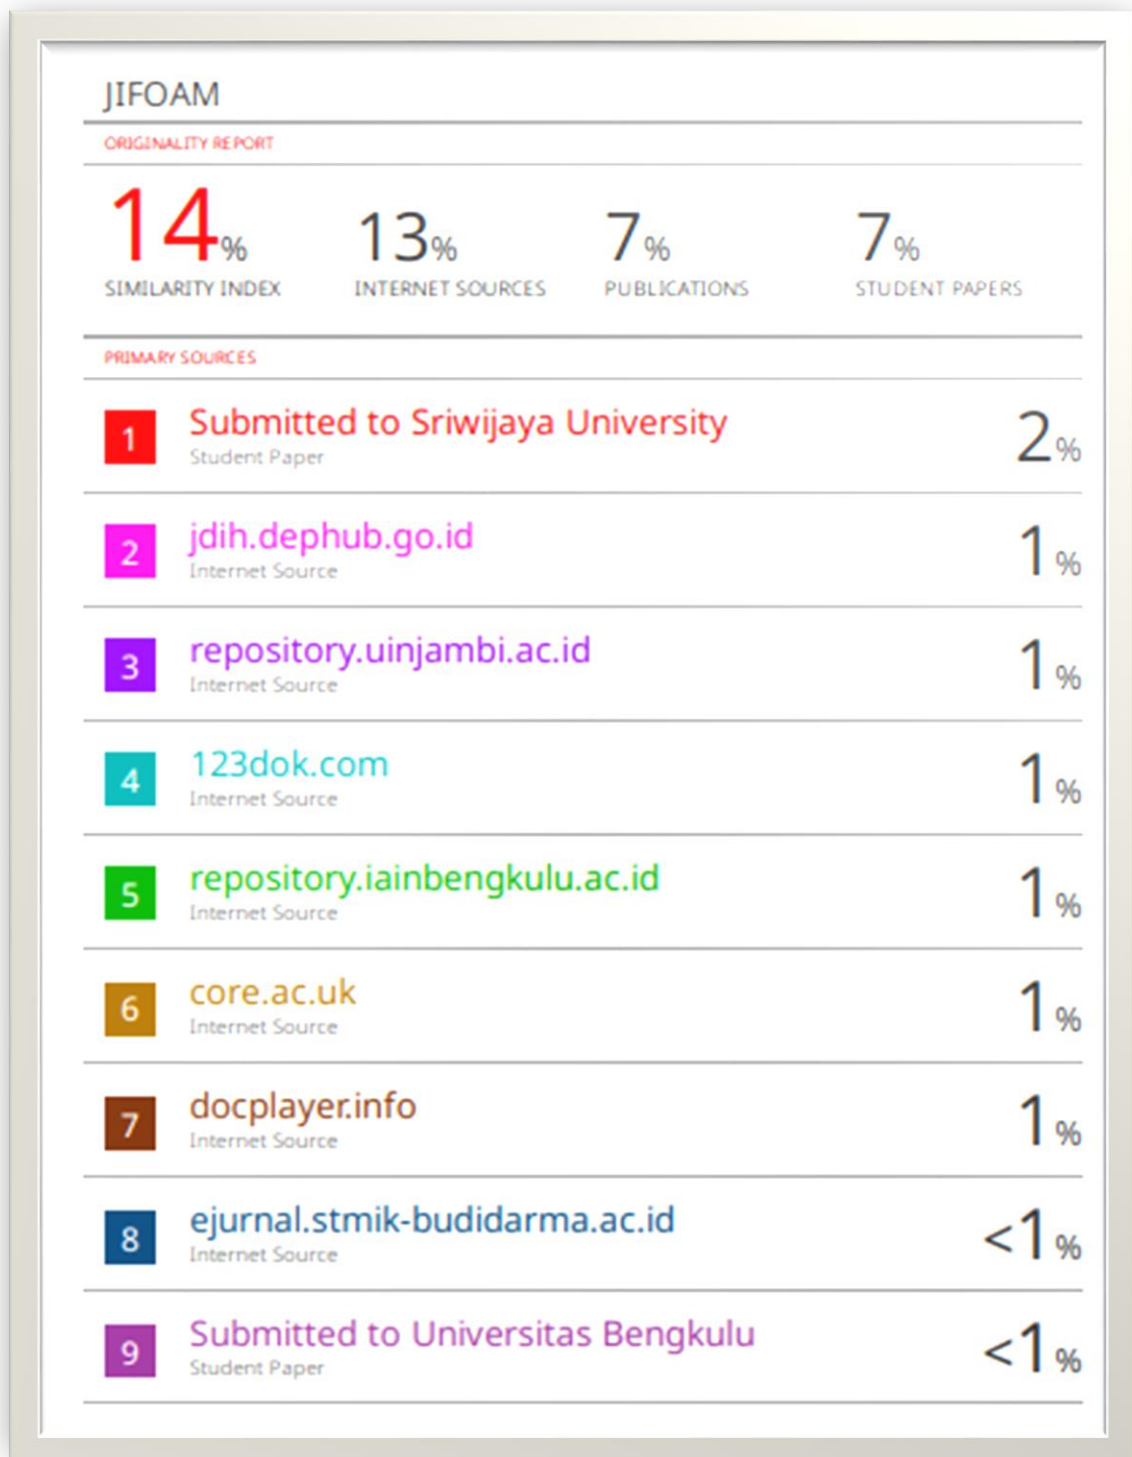 JIFOAM
ORIGINALITY REPORT
14% 13% 7% 7%
SIMILARITY INDEX INTERNET SOURCES PUBLICATIONS STUDENT PAPERS
PRIMARY SOURCES
1 Submitted to Sriwijaya University 2%
Student Paper
2 jdih.dephub.go.id 1%
Internet Source
3 repository.uinjambi.ac.id 1%
Internet Source
4 123dok.com 1%
Internet Source
5 repository.iainbengkulu.ac.id 1%
Internet Source
6 core.ac.uk 1%
Internet Source
7 docplayer.info 1%
Internet Source
8 ejurnal.stmik-budidarma.ac.id <1%
Internet Source
9 Submitted to Universitas Bengkulu <1%
Student Paper